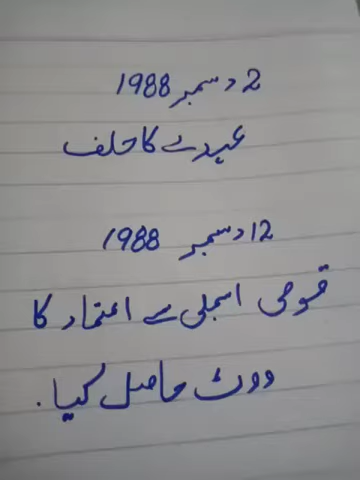 2 دسمبر 1988
عہدے کا حلف
12 دسمبر 1988
قومی اسمبلی سے اعتماد کا
ووٹ حاصل کیا.